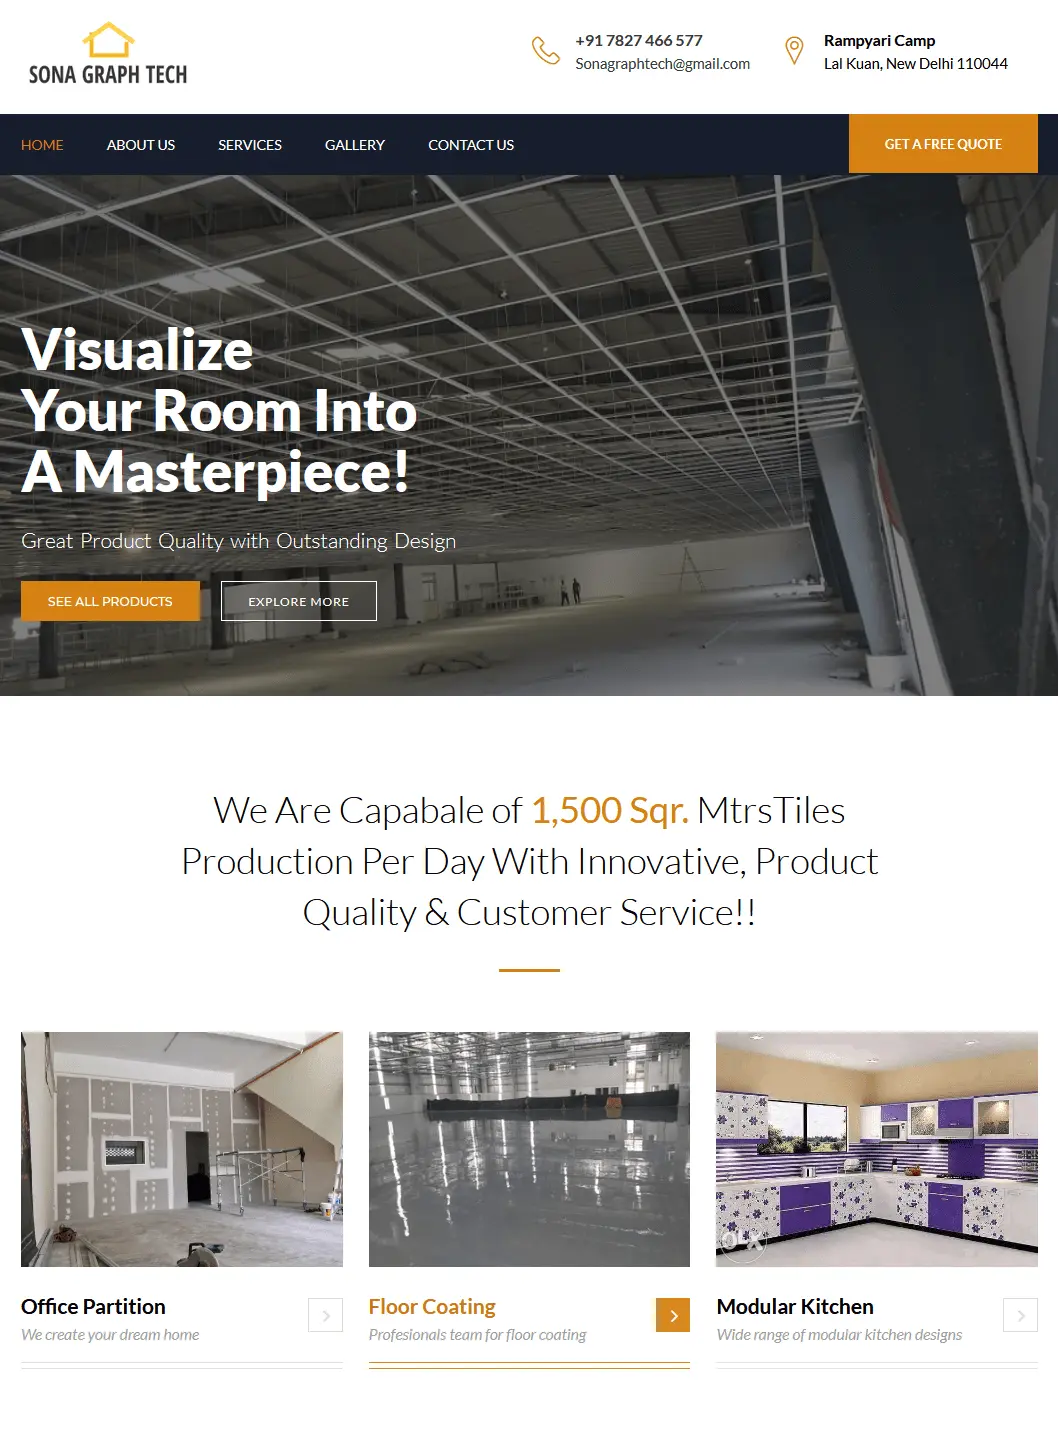 SONA GRAPH TECH
+91 7827 466 577
Sonagraphtech@gmail.com
Rampyari Camp
Lal Kuan, New Delhi 110044
HOME
ABOUT US
SERVICES
GALLERY
CONTACT US
GET A FREE QUOTE
Visualize
Your Room Into
A Masterpiece!
Great Product Quality with Outstanding Design
SEE ALL PRODUCTS
EXPLORE MORE
We Are Capabale of 1,500 Sqr. MtrsTiles
Production Per Day With Innovative, Product
Quality & Customer Service!!
OLX
Office Partition
We create your dream home
Floor Coating
Profesionals team for floor coating
Modular Kitchen
Wide range of modular kitchen designs